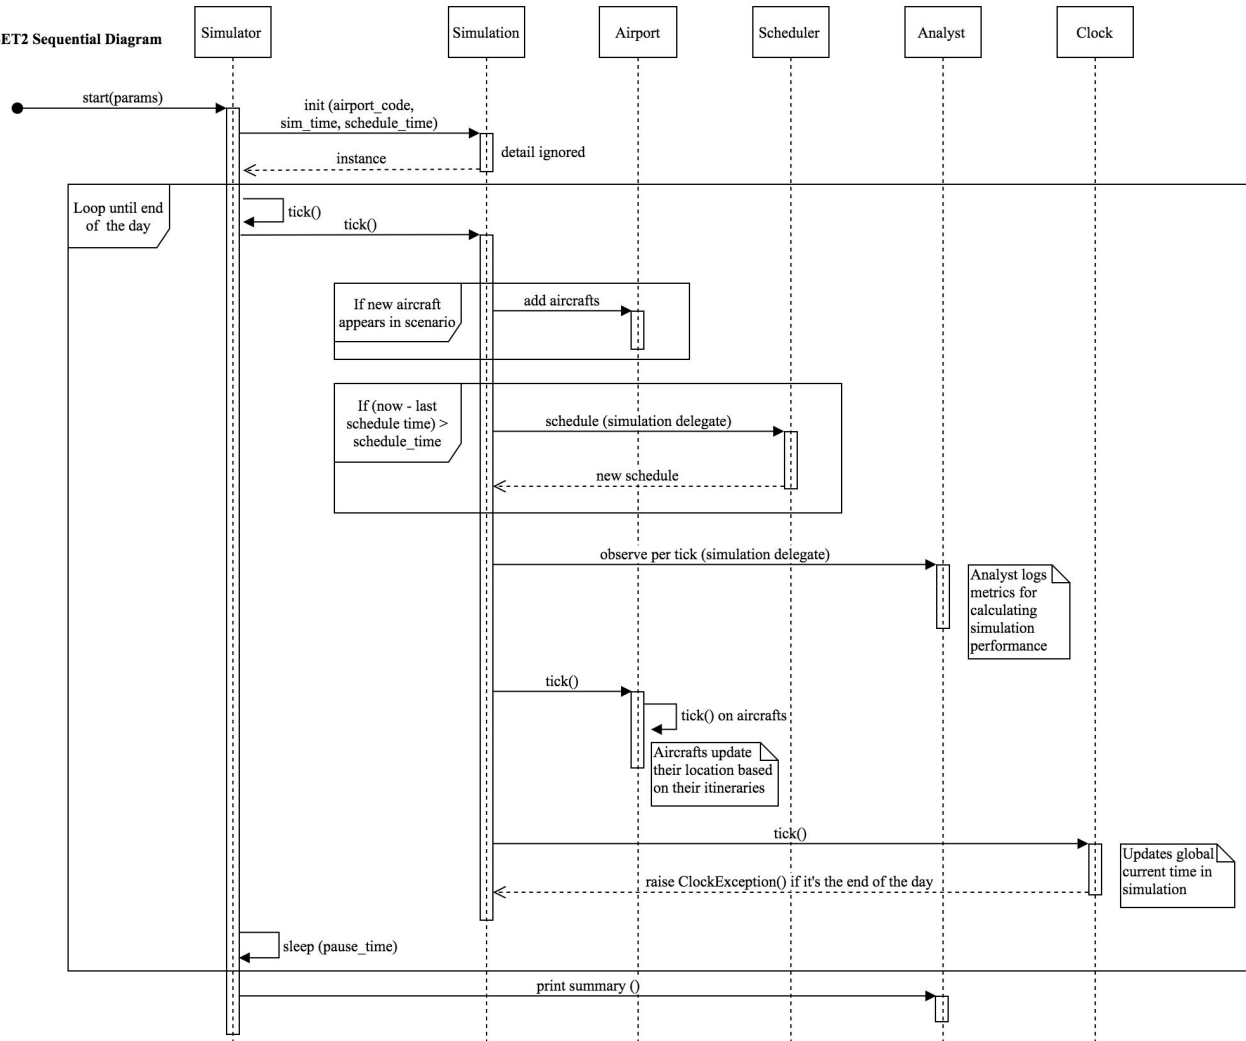 ET2 Sequential Diagram
Simulator
Simulation
Airport
Scheduler
Analyst
Clock
start(params)
init (airport_code,
sim_time, schedule_time)
instance
detail ignored
Loop until end
of the day
tick()
tick()
If new aircraft
appears in scenario
add aircrafts
If (now - last
schedule time) >
schedule_time
schedule (simulation delegate)
new schedule
observe per tick (simulation delegate)
Analyst logs
metrics for
calculating
simulation
performance
tick()
tick() on aircrafts
Aircrafts update
their location based
on their itineraries
tick()
Updates global
current time in
simulation
raise ClockException() if it's the end of the day
sleep (pause_time)
print summary ()